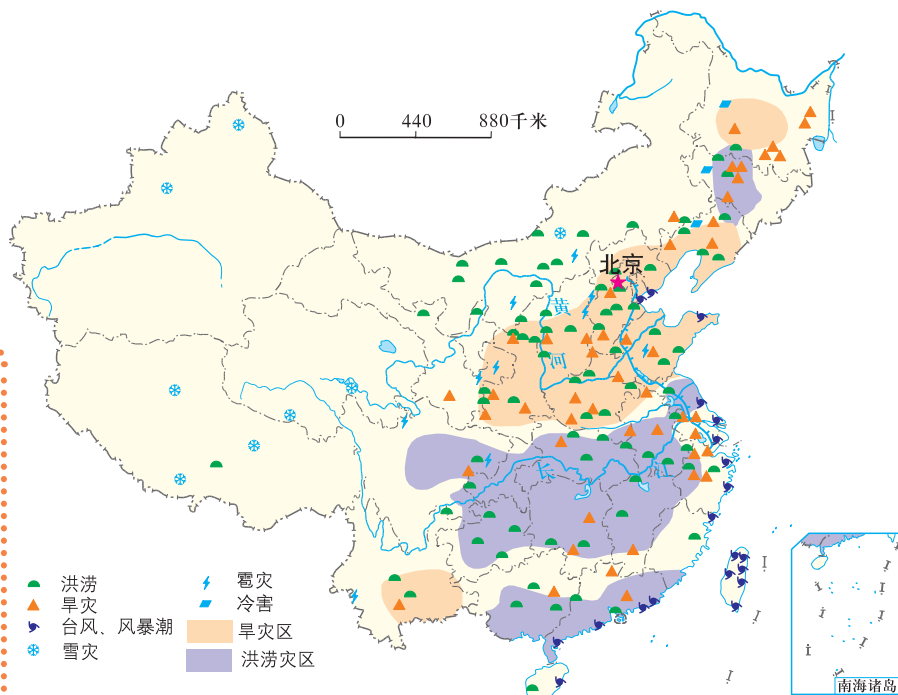 0 440 880千米
北京
黄
河
长
江
洪涝
旱灾
台风、风暴潮
雪灾
雹灾
冷害
旱灾区
洪涝灾区
南海诸岛